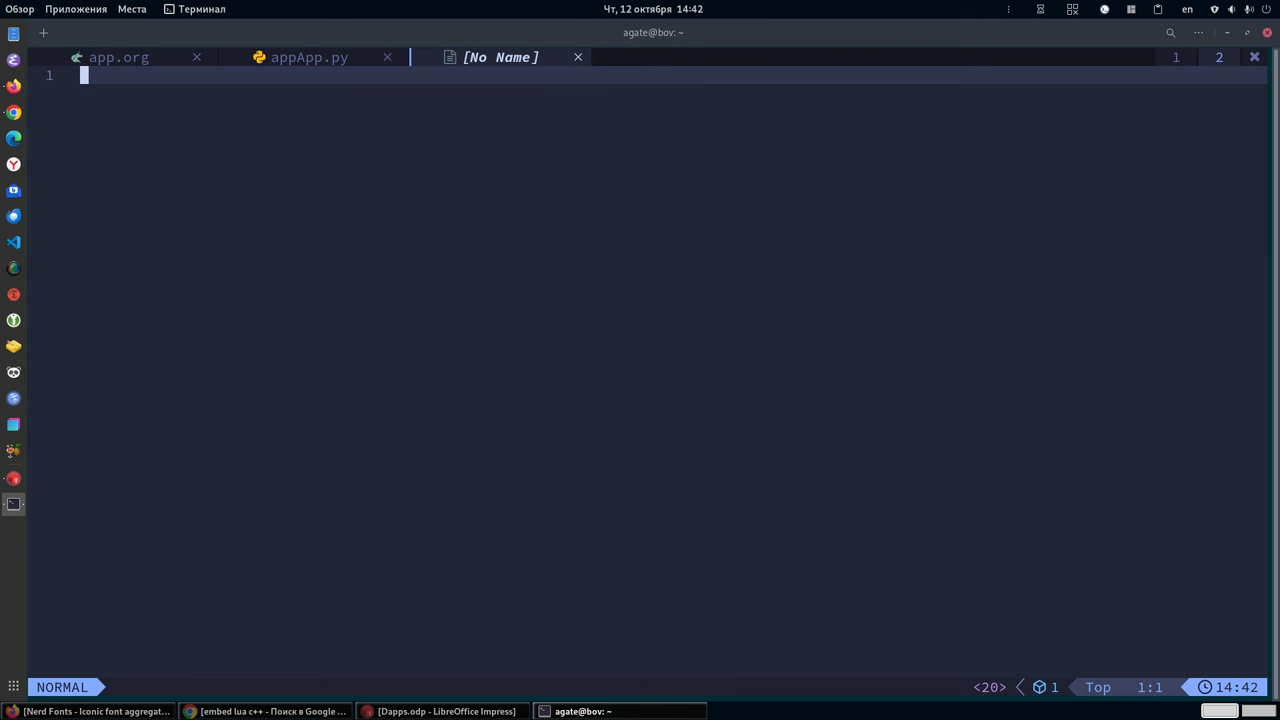 Обзор Приложения Места Терминал Чт, 12 октября 14:42 en
agate@bov: ~
app.org appApp.py [No Name] 1 2
1
NORMAL <20> 1 Top 1:1 14:42
[Nerd Fonts - Iconic font aggregat... [embed lua c++ - Поиск в Google ... [Dapps.odp - LibreOffice Impress] agate@bov: ~